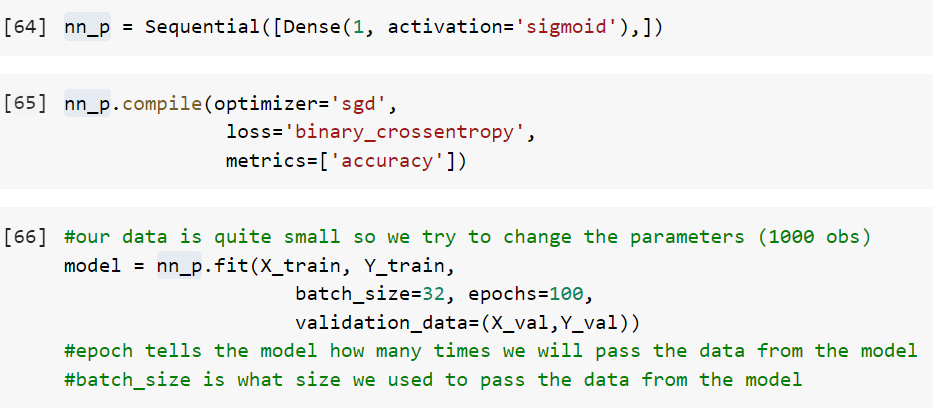 [64] nn_p = Sequential([Dense(1, activation='sigmoid'),])
[65] nn_p.compile(optimizer='sgd',
loss='binary_crossentropy',
metrics=['accuracy'])
[66] #our data is quite small so we try to change the parameters (1000 obs)
model = nn_p.fit(X_train, Y_train,
batch_size=32, epochs=100,
validation_data=(X_val,Y_val))
#epoch tells the model how many times we will pass the data from the model
#batch_size is what size we used to pass the data from the model